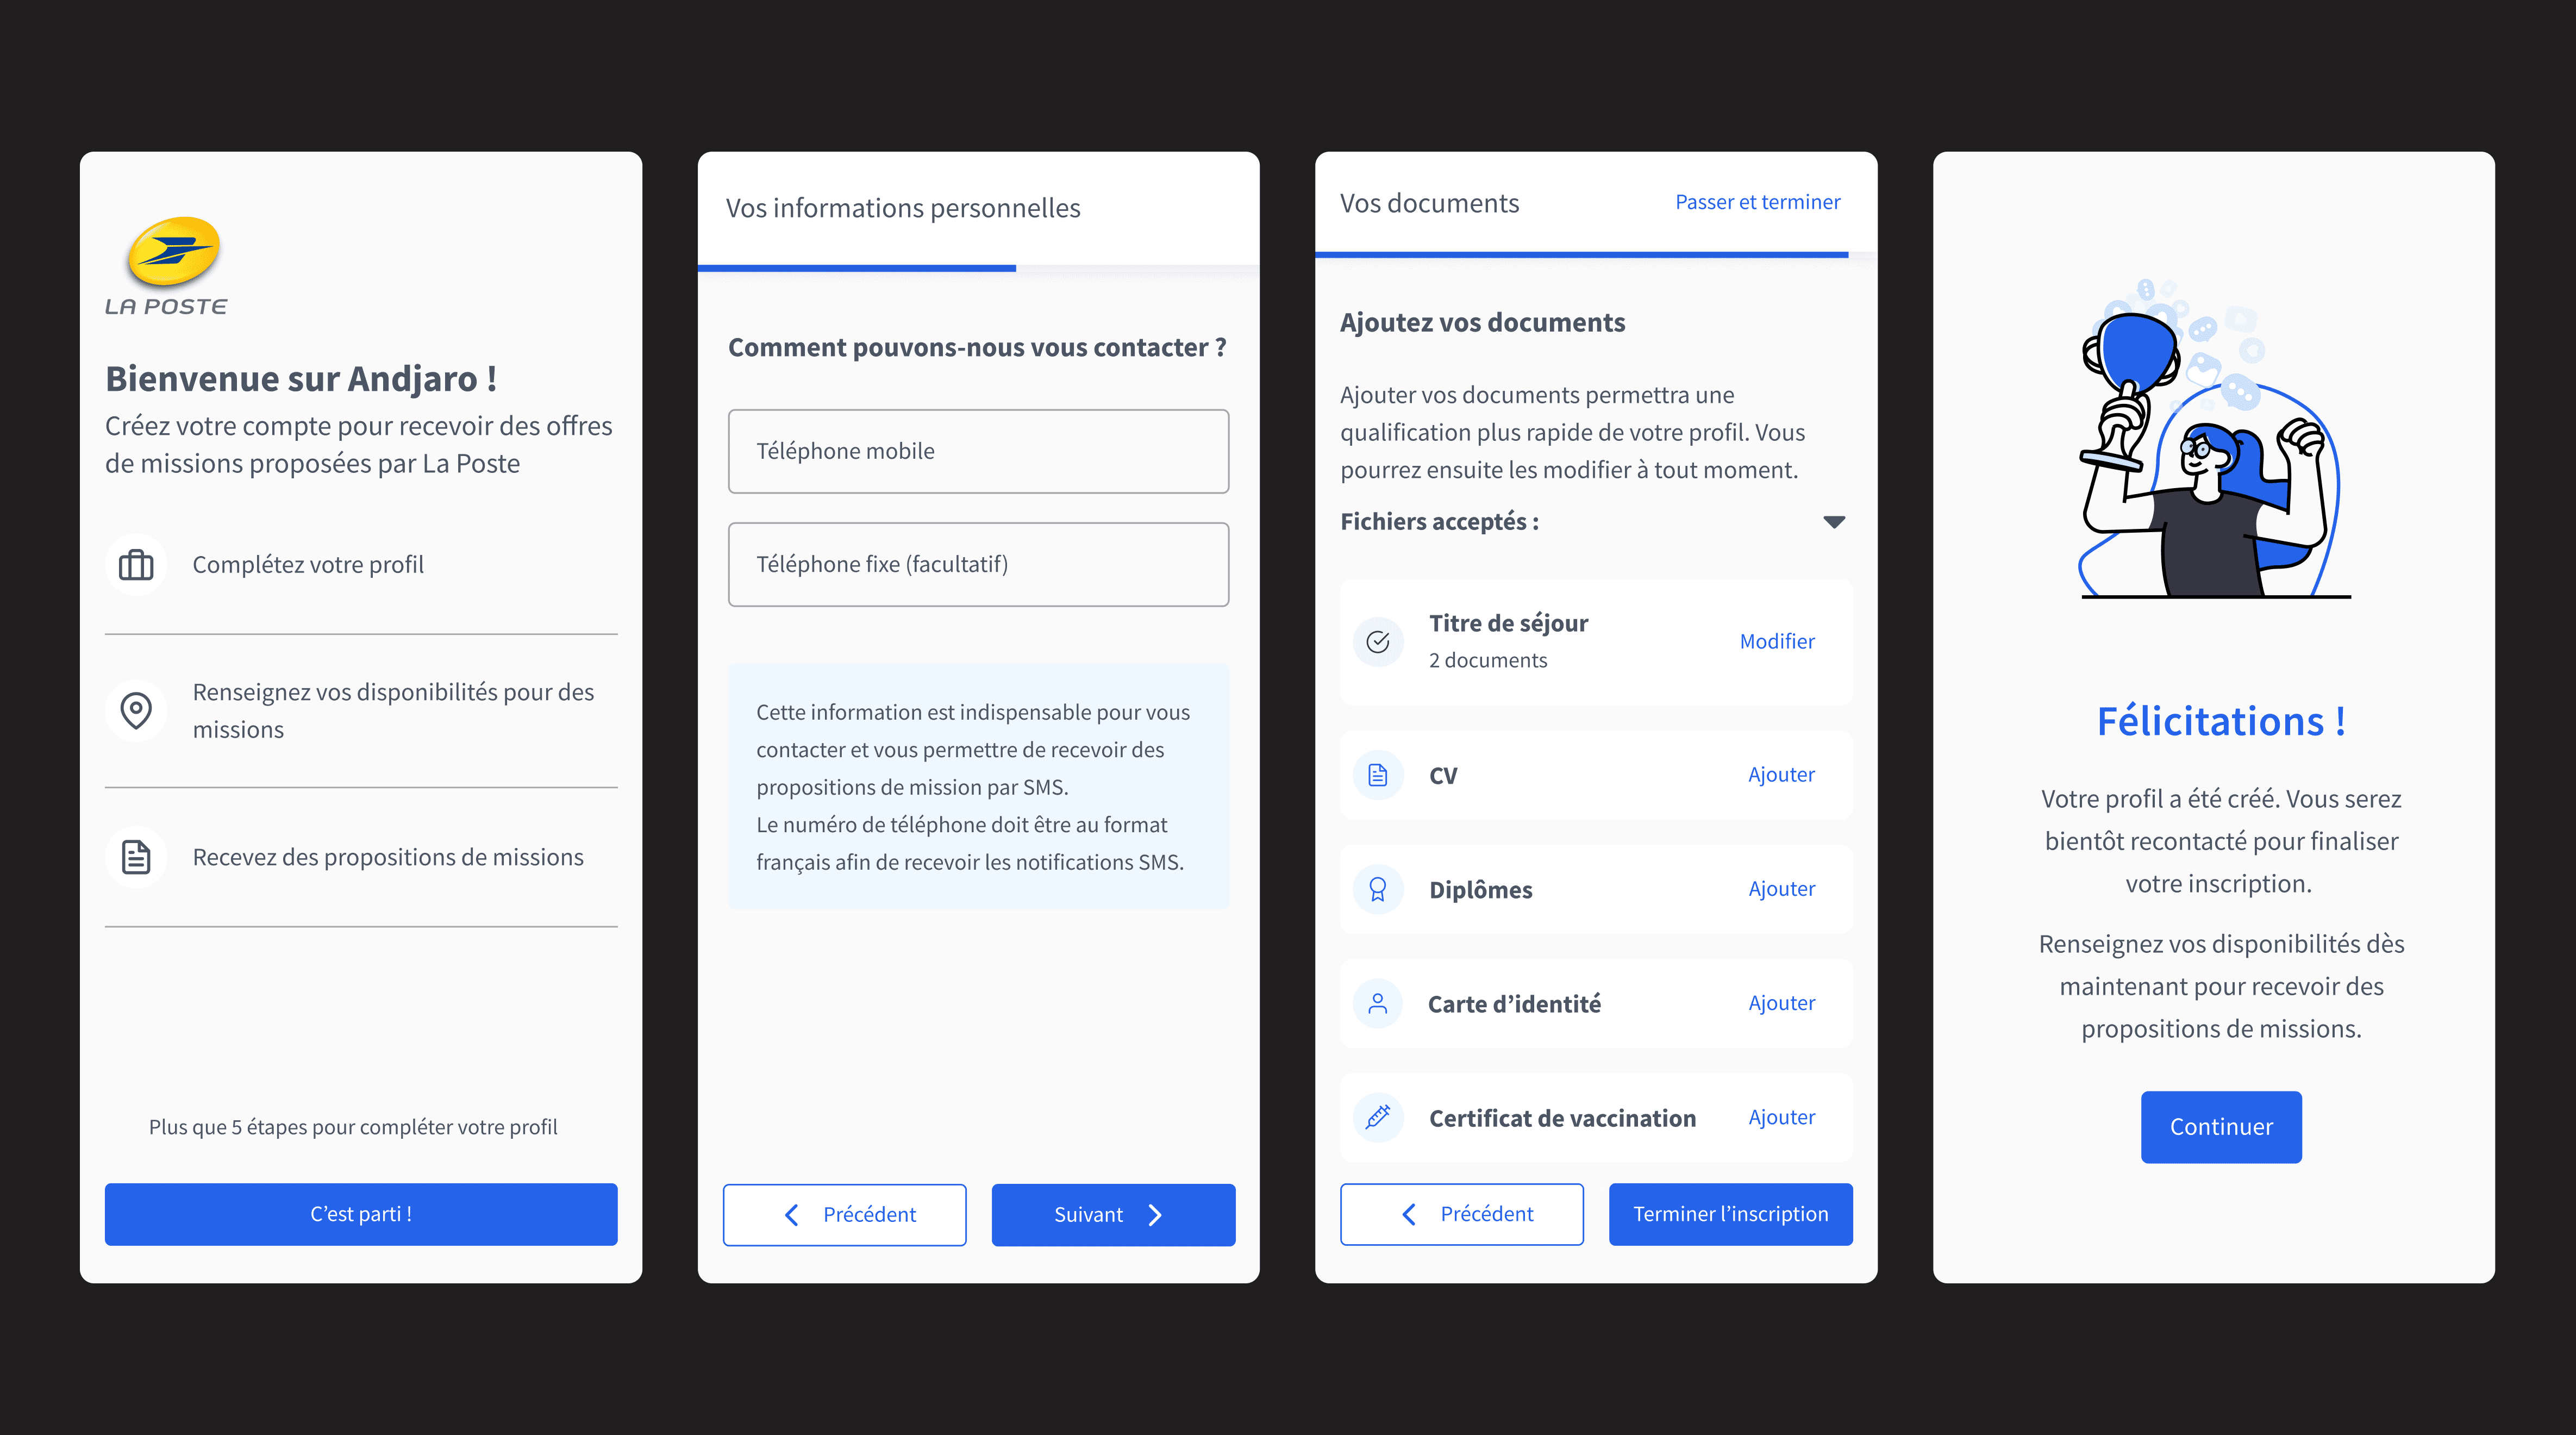 LA POSTE
Bienvenue sur Andjaro !
Créez votre compte pour recevoir des offres
de missions proposées par La Poste
Complétez votre profil
Renseignez vos disponibilités pour des
missions
Recevez des propositions de missions
Plus que 5 étapes pour compléter votre profil
C’est parti !
Vos informations personnelles
Comment pouvons-nous vous contacter ?
Téléphone mobile
Téléphone fixe (facultatif)
Cette information est indispensable pour vous
contacter et vous permettre de recevoir des
propositions de mission par SMS.
Le numéro de téléphone doit être au format
français afin de recevoir les notifications SMS.
Précédent
Suivant
Vos documents
Passer et terminer
Ajoutez vos documents
Ajouter vos documents permettra une
qualification plus rapide de votre profil. Vous
pourrez ensuite les modifier à tout moment.
Fichiers acceptés :
Titre de séjour
2 documents
Modifier
CV
Ajouter
Diplômes
Ajouter
Carte d’identité
Ajouter
Certificat de vaccination
Ajouter
Précédent
Terminer l’inscription
Félicitations !
Votre profil a été créé. Vous serez
bientôt recontacté pour finaliser
votre inscription.
Renseignez vos disponibilités dès
maintenant pour recevoir des
propositions de missions.
Continuer